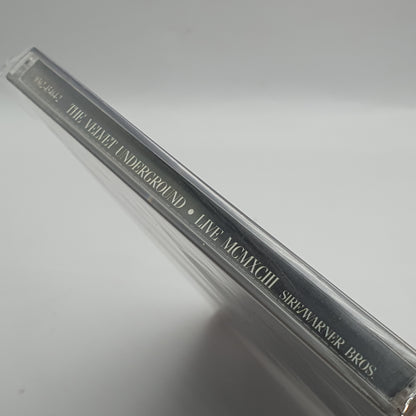 THE VELVET UNDERGROUND • LIVE MCMXCIII SIRE/WARNER BROS.